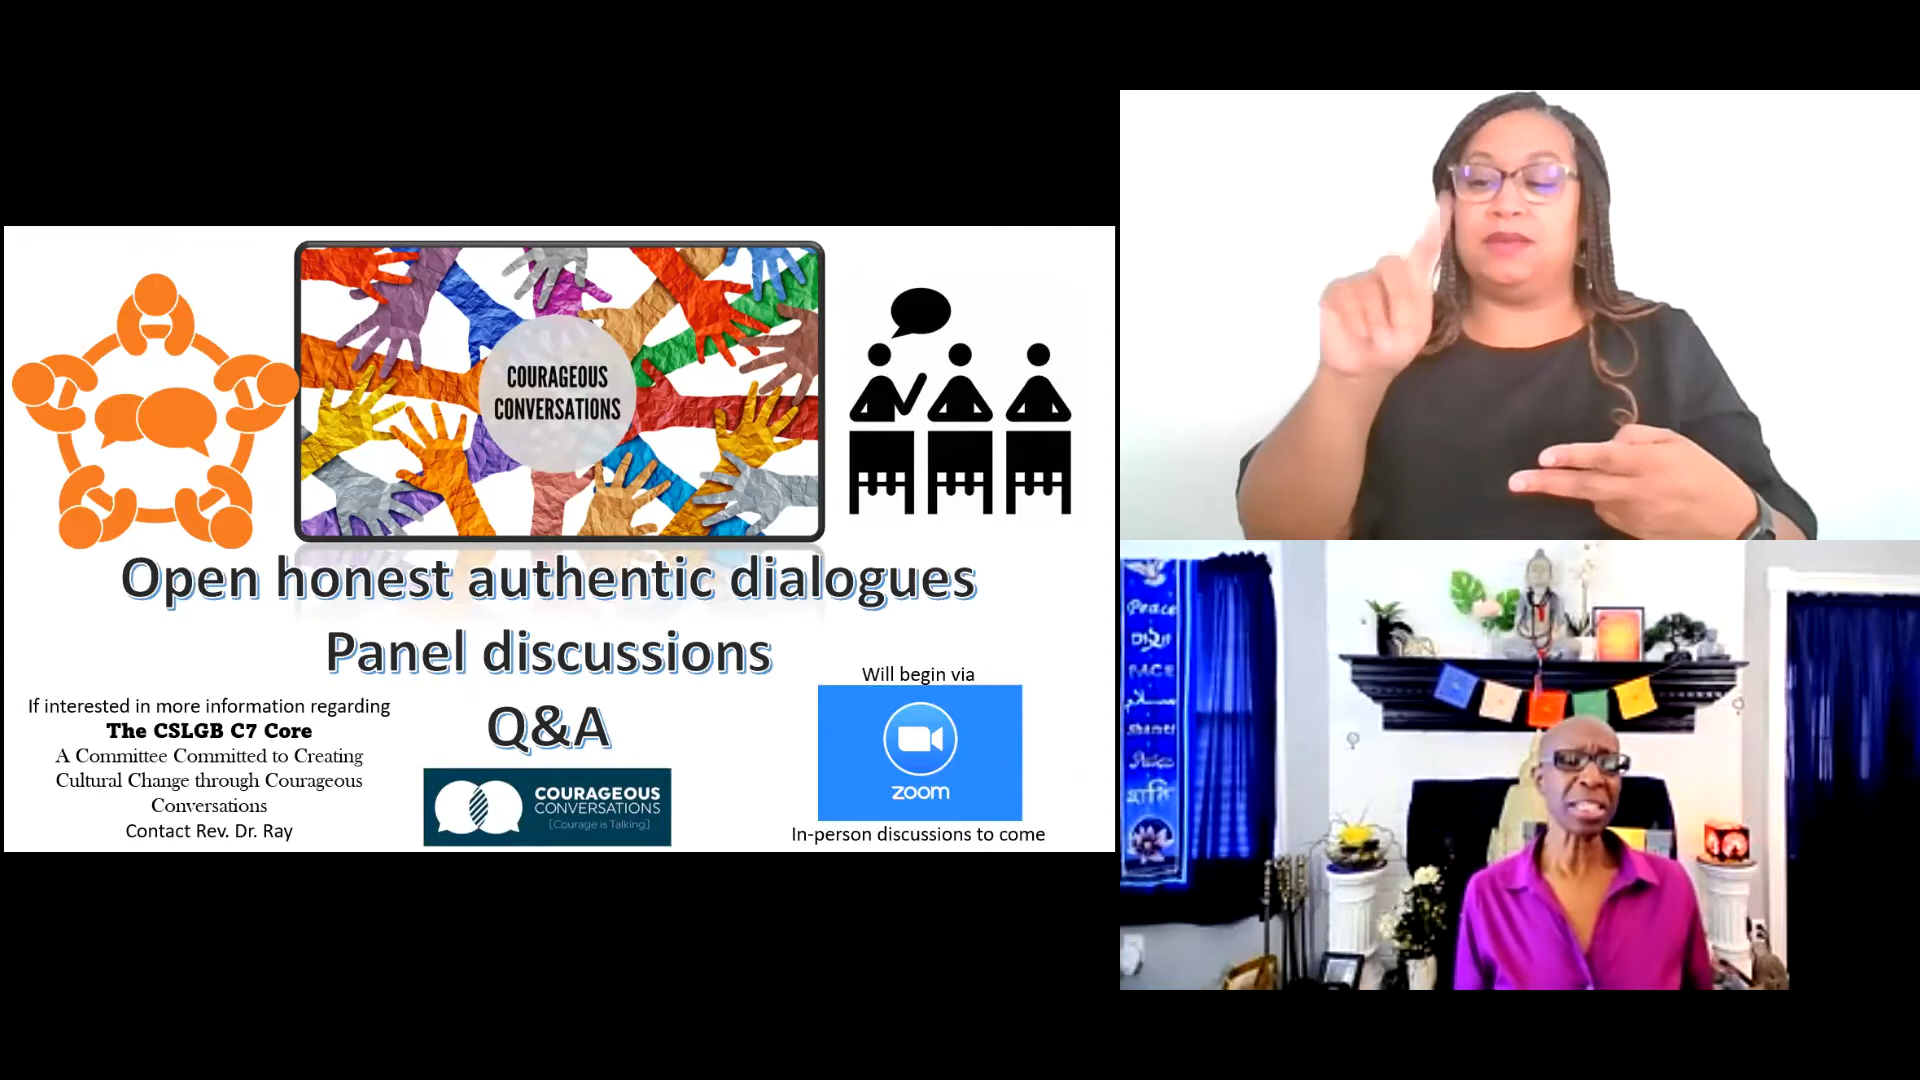 COURAGEOUS
CONVERSATIONS
Open honest authentic dialogues
Panel discussions
Q&A
If interested in more information regarding
The CSLGB C7 Core
A Committee Committed to Creating
Cultural Change through Courageous
Conversations
Contact Rev. Dr. Ray
COURAGEOUS
CONVERSATIONS
[Courage is Talking]
Will begin via
zoom
In-person discussions to come
Peace
PACE
Shanti